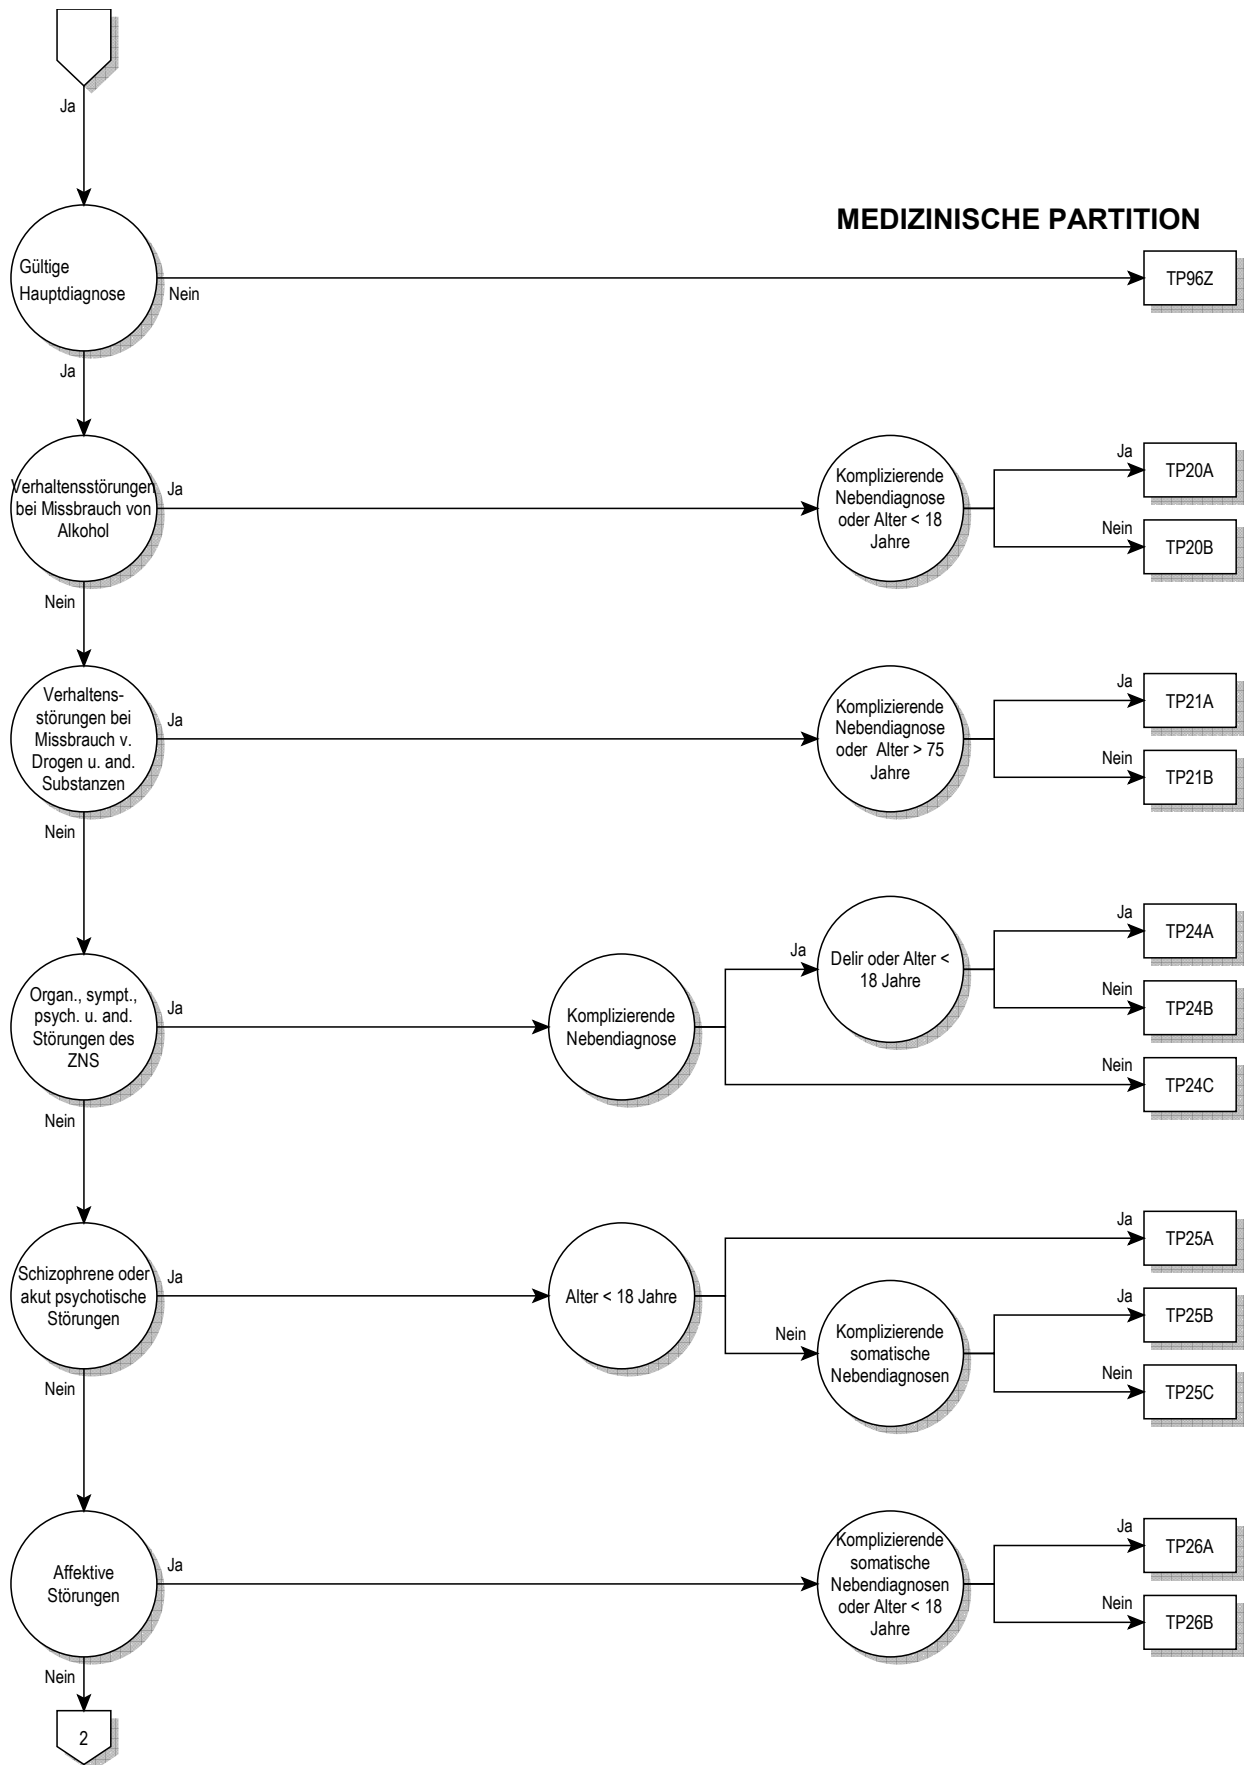 Ja
MEDIZINISCHE PARTITION
Gültige
Hauptdiagnose
Nein
TP96Z
Ja
Verhaltensstörungen
bei Missbrauch von
Alkohol
Ja
Komplizierende
Nebendiagnose
oder Alter < 18
Jahre
Ja
TP20A
Nein
TP20B
Nein
Verhaltens-
störungen bei
Missbrauch v.
Drogen u. and.
Substanzen
Ja
Komplizierende
Nebendiagnose
oder Alter > 75
Jahre
Ja
TP21A
Nein
TP21B
Nein
Organ., sympt.,
psych. u. and.
Störungen des
ZNS
Ja
Komplizierende
Nebendiagnose
Ja
Delir oder Alter <
18 Jahre
Ja
TP24A
Nein
TP24B
Nein
TP24C
Nein
Schizophrene oder
akut psychotische
Störungen
Ja
Alter < 18 Jahre
Ja
TP25A
Nein
Komplizierende
somatische
Nebendiagnosen
Ja
TP25B
Nein
TP25C
Nein
Affektive
Störungen
Ja
Komplizierende
somatische
Nebendiagnosen
oder Alter < 18
Jahre
Ja
TP26A
Nein
TP26B
Nein
2